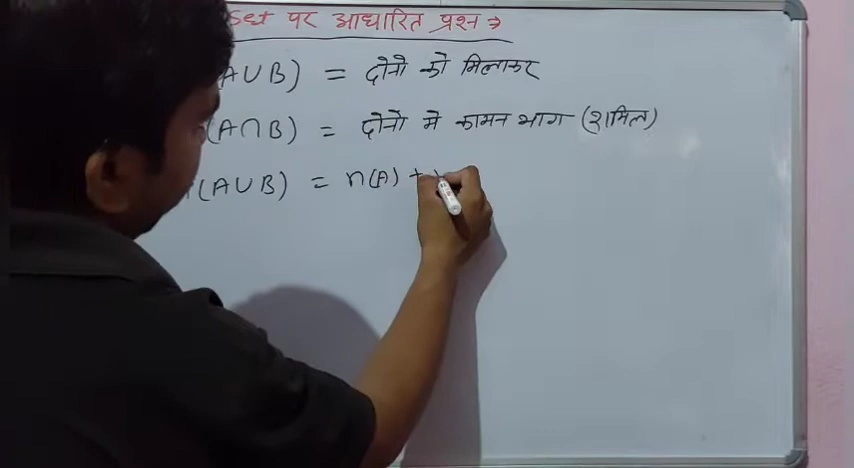 Set पर आधारित प्रश्न →
(A∪B) = दोनो को मिलाकर
(A∩B) = दोनो मे कामन भाग (शामिल)
(A∪B) = n(A) +